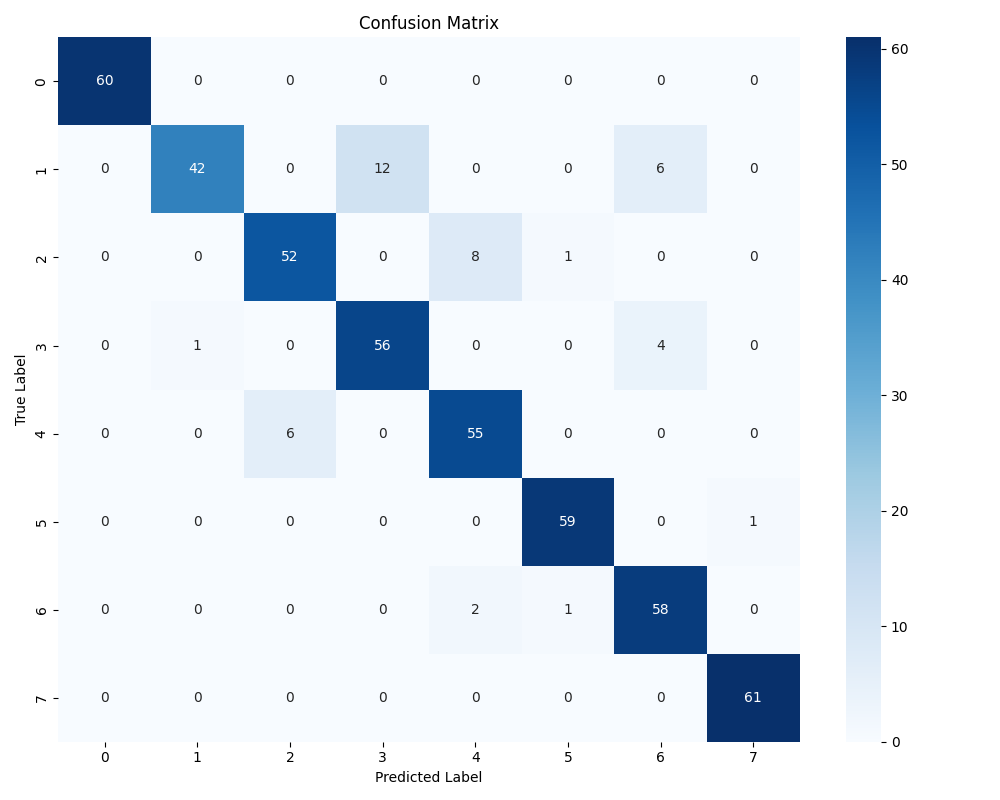 Confusion Matrix
0 60 0 0 0 0 0 0 0
1 0 42 0 12 0 0 6 0
2 0 0 52 0 8 1 0 0
3 0 1 0 56 0 0 4 0
4 0 0 6 0 55 0 0 0
5 0 0 0 0 0 59 0 1
6 0 0 0 0 2 1 58 0
7 0 0 0 0 0 0 0 61
0 1 2 3 4 5 6 7
True Label
Predicted Label
60
50
40
30
20
10
0